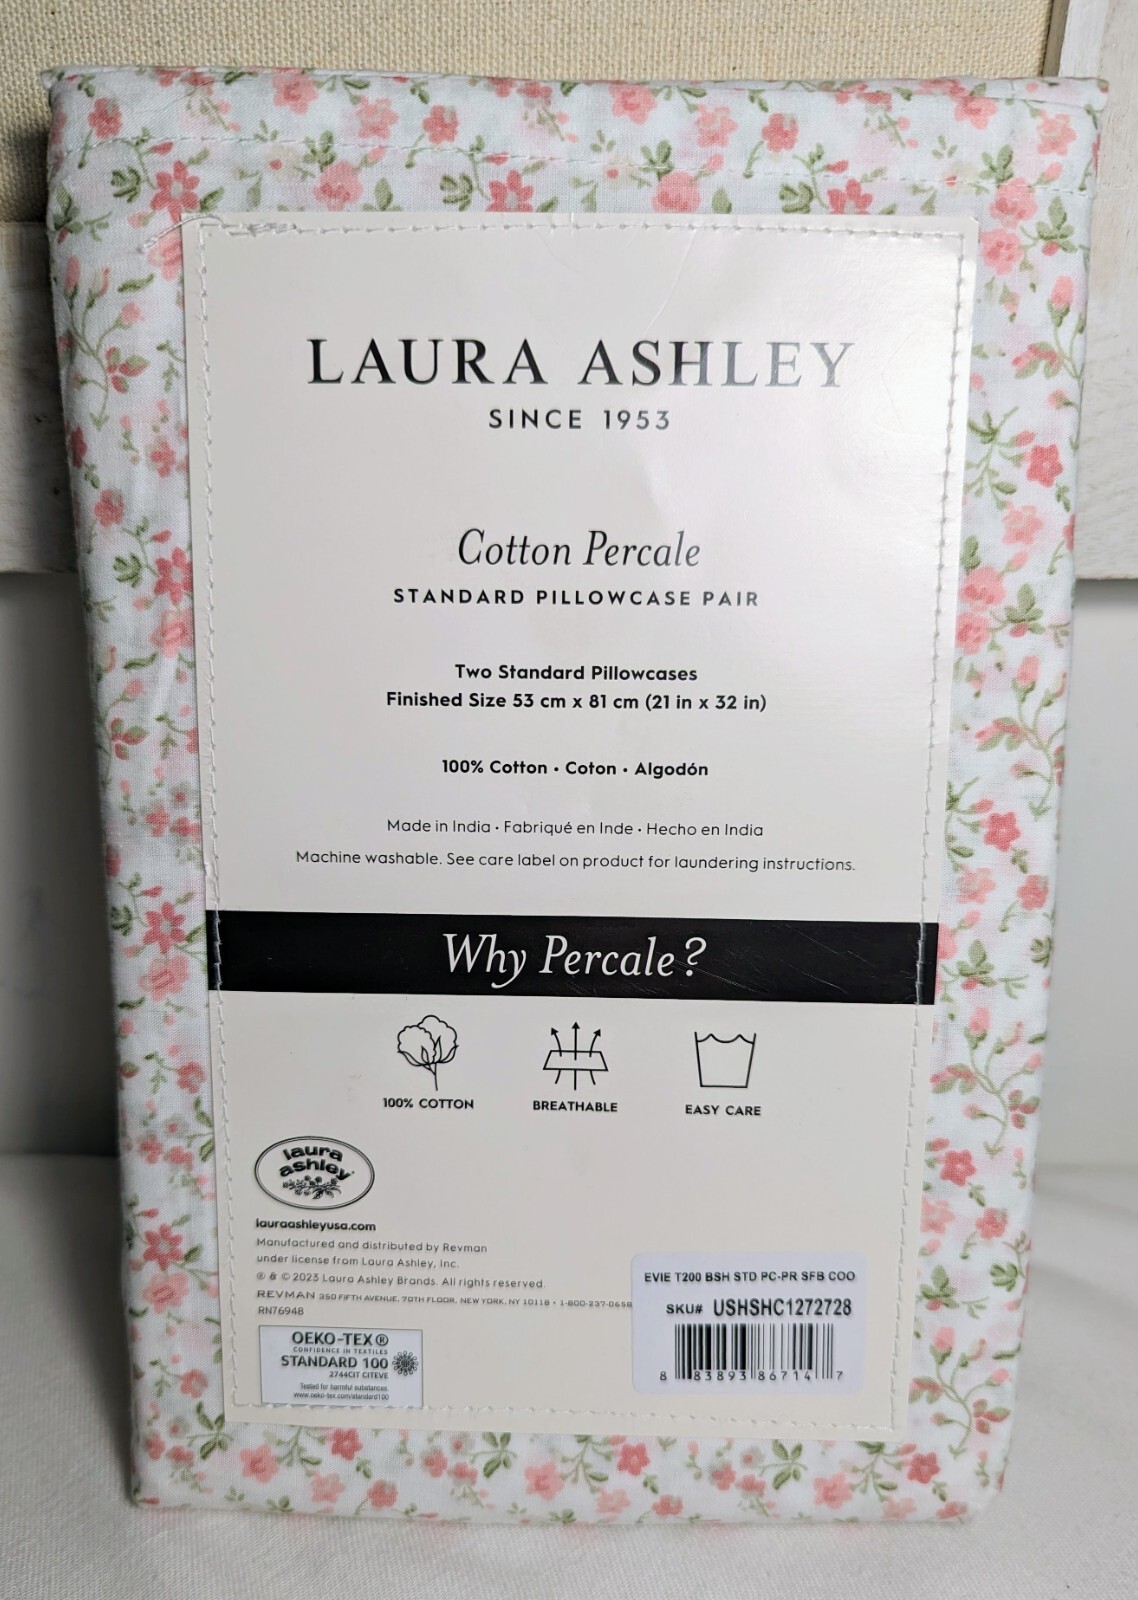 LAURA ASHLEY
SINCE 1953
Cotton Percale
STANDARD PILLOWCASE PAIR
Two Standard Pillowcases
Finished Size 53 cm x 81 cm (21 in x 32 in)
100% Cotton • Coton • Algodón
Made in India • Fabriqué en Inde • Hecho en India
Machine washable. See care label on product for laundering instructions.
Why Percale?
100% COTTON
BREATHABLE
EASY CARE
laura
ashley®
lauraashleyusa.com
Manufactured and distributed by Revman
under license from Laura Ashley, Inc.
® & © 2023 Laura Ashley Brands. All rights reserved.
REVMAN 350 FIFTH AVENUE, 70TH FLOOR, NEW YORK, NY 10118 • 1-800-237-0658
RN76948
OEKO-TEX®
CONFIDENCE IN TEXTILES
STANDARD 100
2744CIT CITEVE
Tested for harmful substances.
www.oeko-tex.com/standard100
EVIE T200 BSH STD PC-PR SFB COO
SKU# USHSHC1272728
8 83893 86714 7